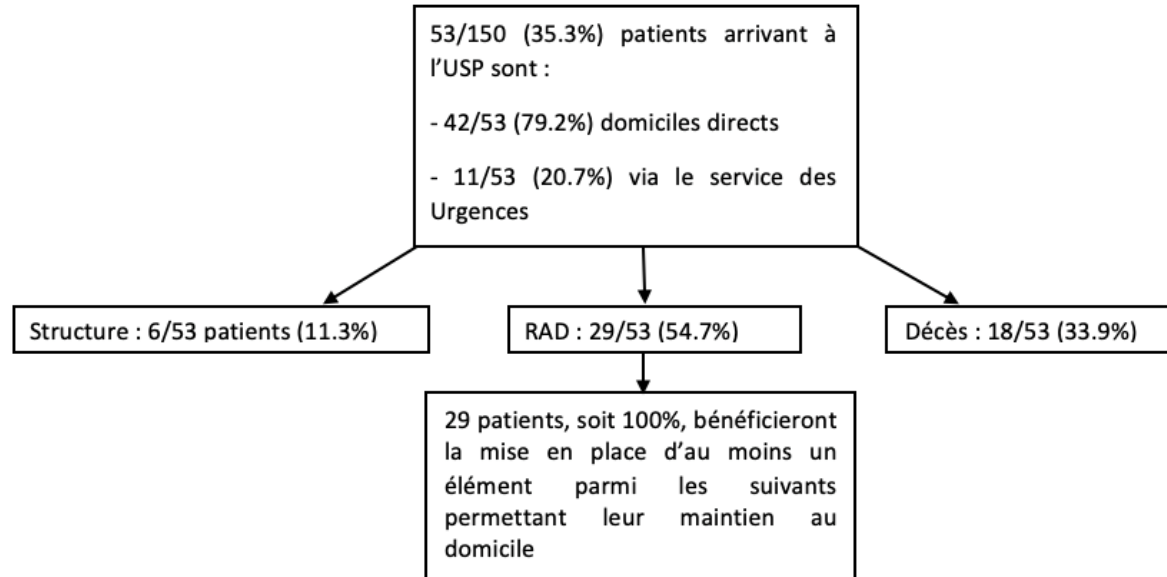 53/150 (35.3%) patients arrivant à
l’USP sont :
- 42/53 (79.2%) domiciles directs
- 11/53 (20.7%) via le service des
Urgences
Structure : 6/53 patients (11.3%)
RAD : 29/53 (54.7%)
Décès : 18/53 (33.9%)
29 patients, soit 100%, bénéficieront
la mise en place d’au moins un
élément parmi les suivants
permettant leur maintien au
domicile